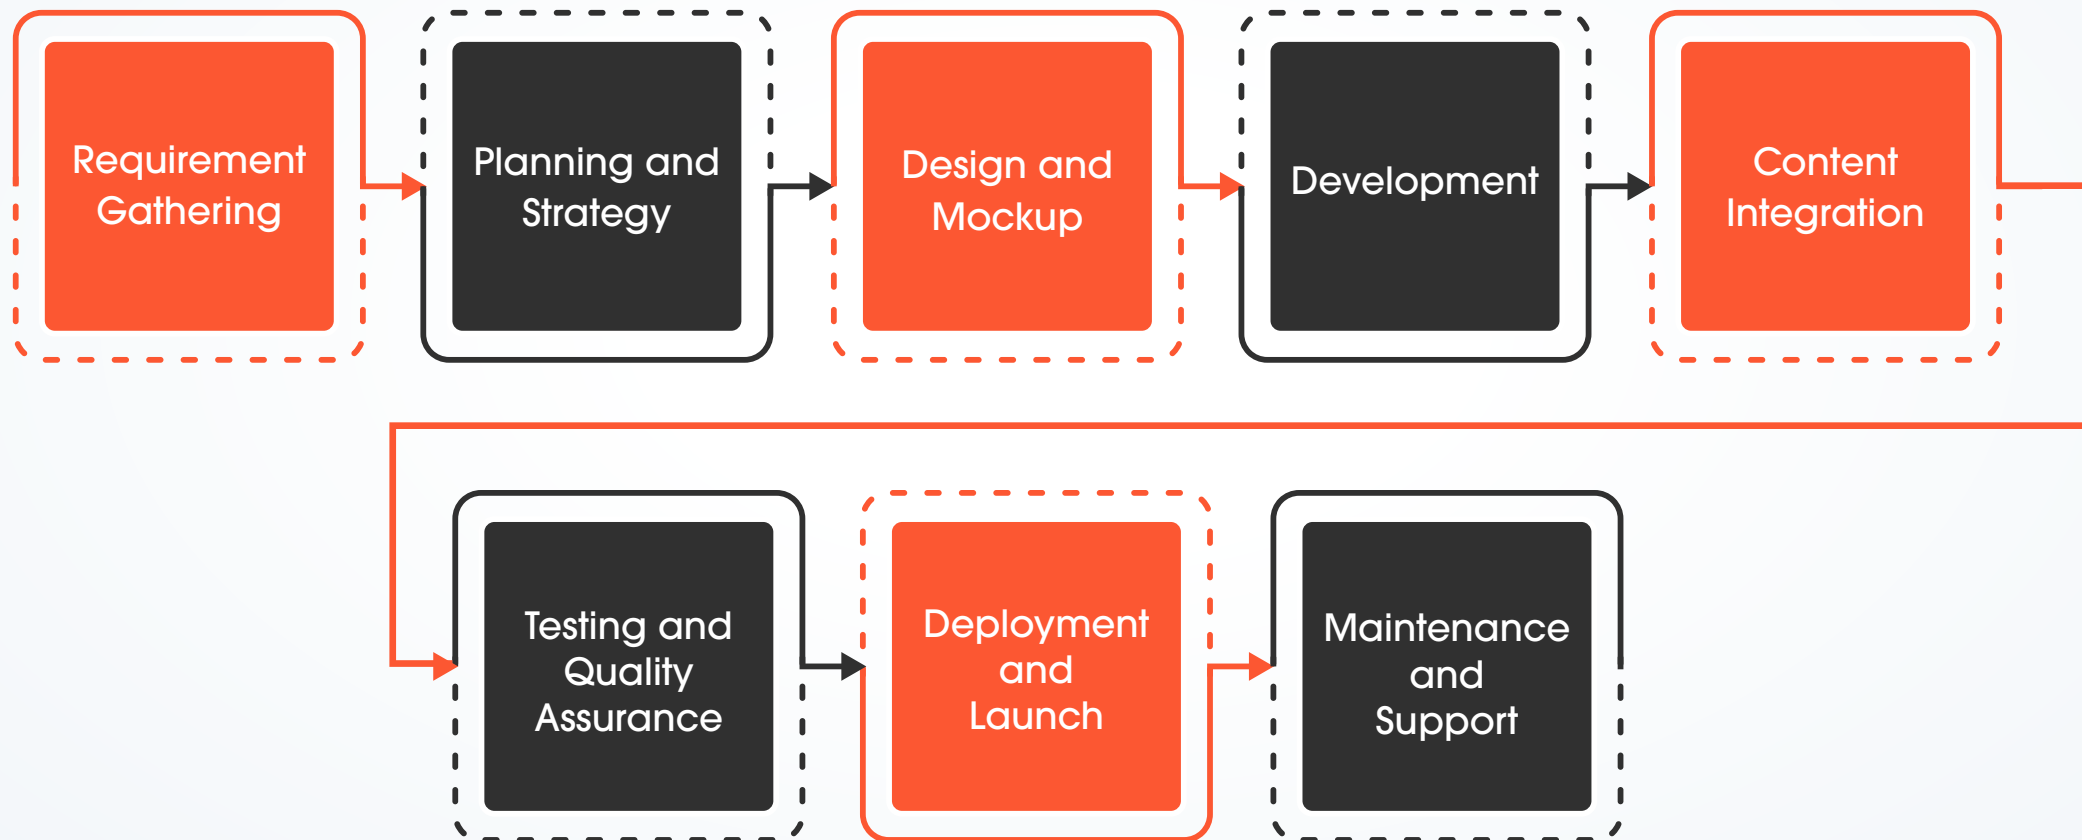 Requirement
Gathering
Planning and
Strategy
Design and
Mockup
Development
Content
Integration
Testing and
Quality
Assurance
Deployment
and
Launch
Maintenance
and
Support